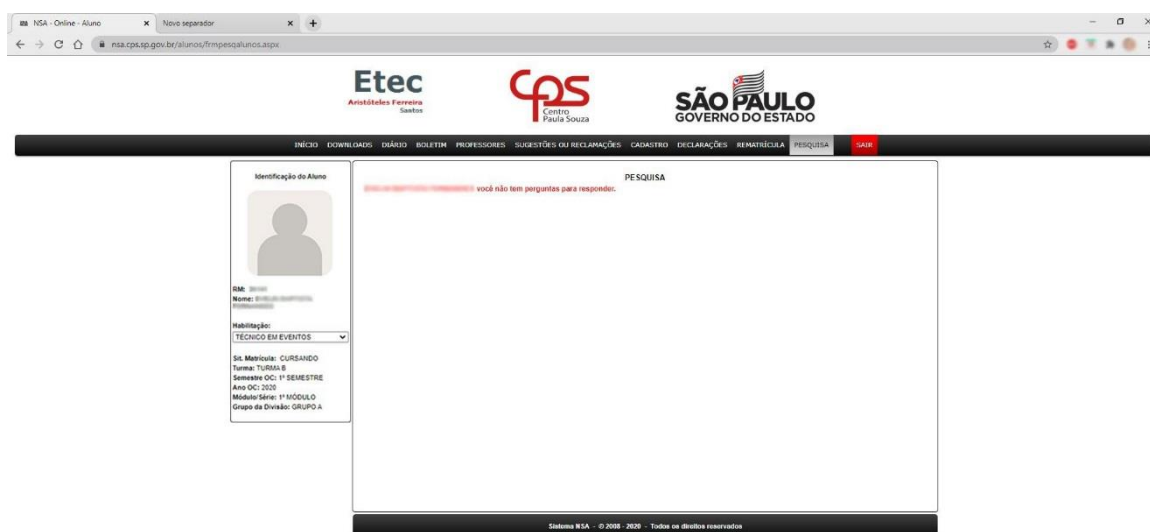 NSA - Online - Aluno
Novo separador
nsa.cps.sp.gov.br/alunos/frmpesqalunos.aspx
Etec
Aristóteles Ferreira
Santos
CPS
Centro
Paula Souza
SÃO PAULO
GOVERNO DO ESTADO
INÍCIO DOWNLOADS DIÁRIO BOLETIM PROFESSORES SUGESTÕES OU RECLAMAÇÕES CADASTRO DECLARAÇÕES REMATRÍCULA PESQUISA SAIR
Identificação do Aluno
RM:
Nome:
Habilitação:
TÉCNICO EM EVENTOS
Sit. Matrícula: CURSANDO
Turma: TURMA B
Semestre OC: 1º SEMESTRE
Ano OC: 2020
Módulo/Série: 1º MÓDULO
Grupo da Divisão: GRUPO A
PESQUISA
você não tem perguntas para responder.
Sistema NSA - © 2008 - 2020 - Todos os direitos reservados